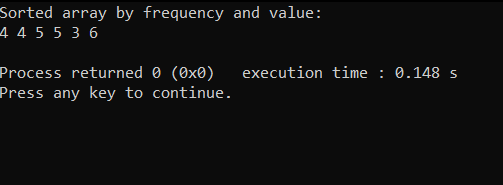 Sorted array by frequency and value:
4 4 5 5 3 6
Process returned 0 (0x0)   execution time : 0.148 s
Press any key to continue.